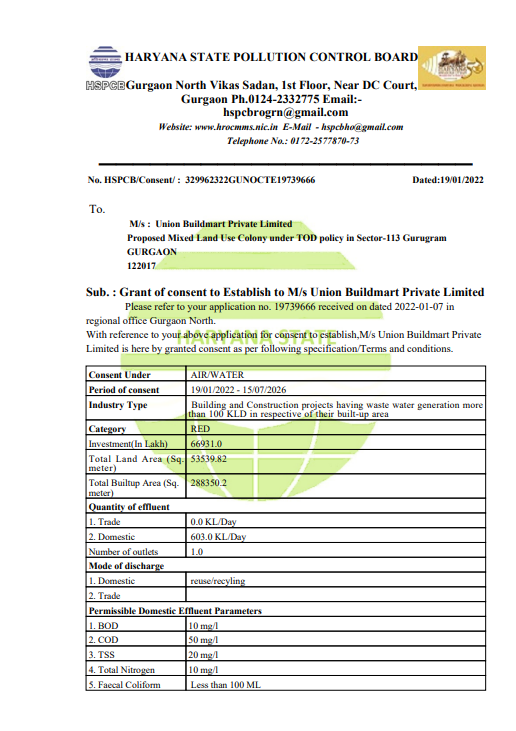 HARYANA STATE POLLUTION CONTROL BOARD
HSPCB
Gurgaon North Vikas Sadan, 1st Floor, Near DC Court,
Gurgaon Ph.0124-2332775 Email:-
hspcbrogrn@gmail.com
Website: www.hrocmms.nic.in E-Mail - hspcbho@gmail.com
Telephone No.: 0172-2577870-73
No. HSPCB/Consent/ : 329962322GUNOCTE19739666 Dated:19/01/2022
To.
M/s : Union Buildmart Private Limited
Proposed Mixed Land Use Colony under TOD policy in Sector-113 Gurugram
GURGAON
122017
Sub. : Grant of consent to Establish to M/s Union Buildmart Private Limited
Please refer to your application no. 19739666 received on dated 2022-01-07 in
regional office Gurgaon North.
HARYANA STATE
With reference to your above application for consent to establish,M/s Union Buildmart Private
Limited is here by granted consent as per following specification/Terms and conditions.
Consent Under AIR/WATER
Period of consent 19/01/2022 - 15/07/2026
Industry Type Building and Construction projects having waste water generation more
than 100 KLD in respective of their built-up area
Category RED
Investment(In Lakh) 66931.0
Total Land Area (Sq. 53539.82
meter)
Total Builtup Area (Sq. 288350.2
meter)
Quantity of effluent
1. Trade 0.0 KL/Day
2. Domestic 603.0 KL/Day
Number of outlets 1.0
Mode of discharge
1. Domestic reuse/recyling
2. Trade
Permissible Domestic Effluent Parameters
1. BOD 10 mg/l
2. COD 50 mg/l
3. TSS 20 mg/l
4. Total Nitrogen 10 mg/l
5. Faecal Coliform Less than 100 ML